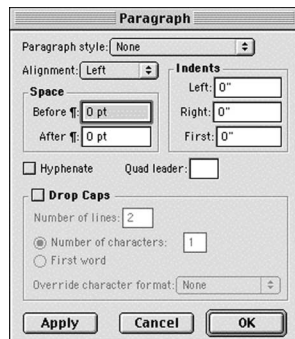 Paragraph
Paragraph style: None
Alignment: Left
Indents
Left: 0"
Right: 0"
First: 0"
Space
Before ¶: 0 pt
After ¶: 0 pt
Hyphenate Quad leader:
Drop Caps
Number of lines: 2
Number of characters: 1
First word
Override character format: None
Apply Cancel OK